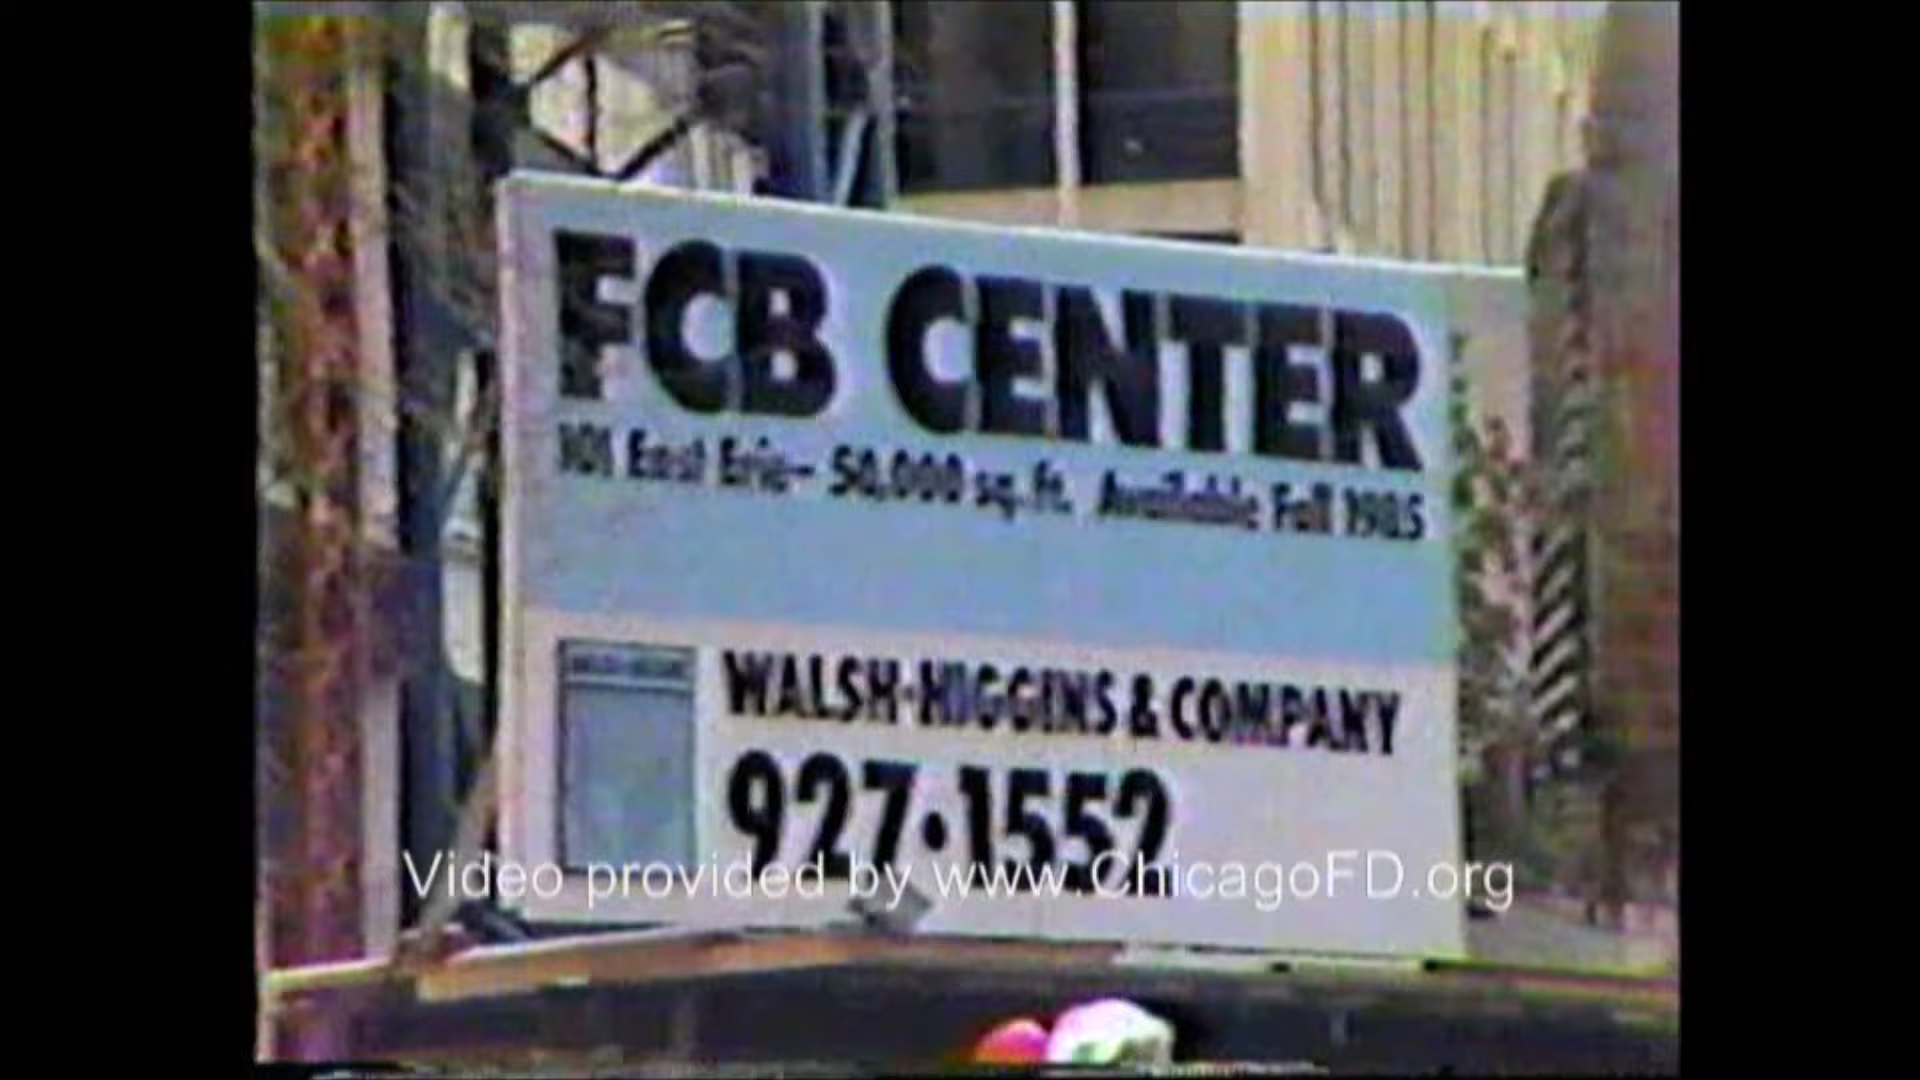 FCB CENTER
101 East Erie- 50,000 sq. ft. Available Fall 1985
WALSH-HIGGINS & COMPANY
927·1552
Video provided by www.ChicagoFD.org